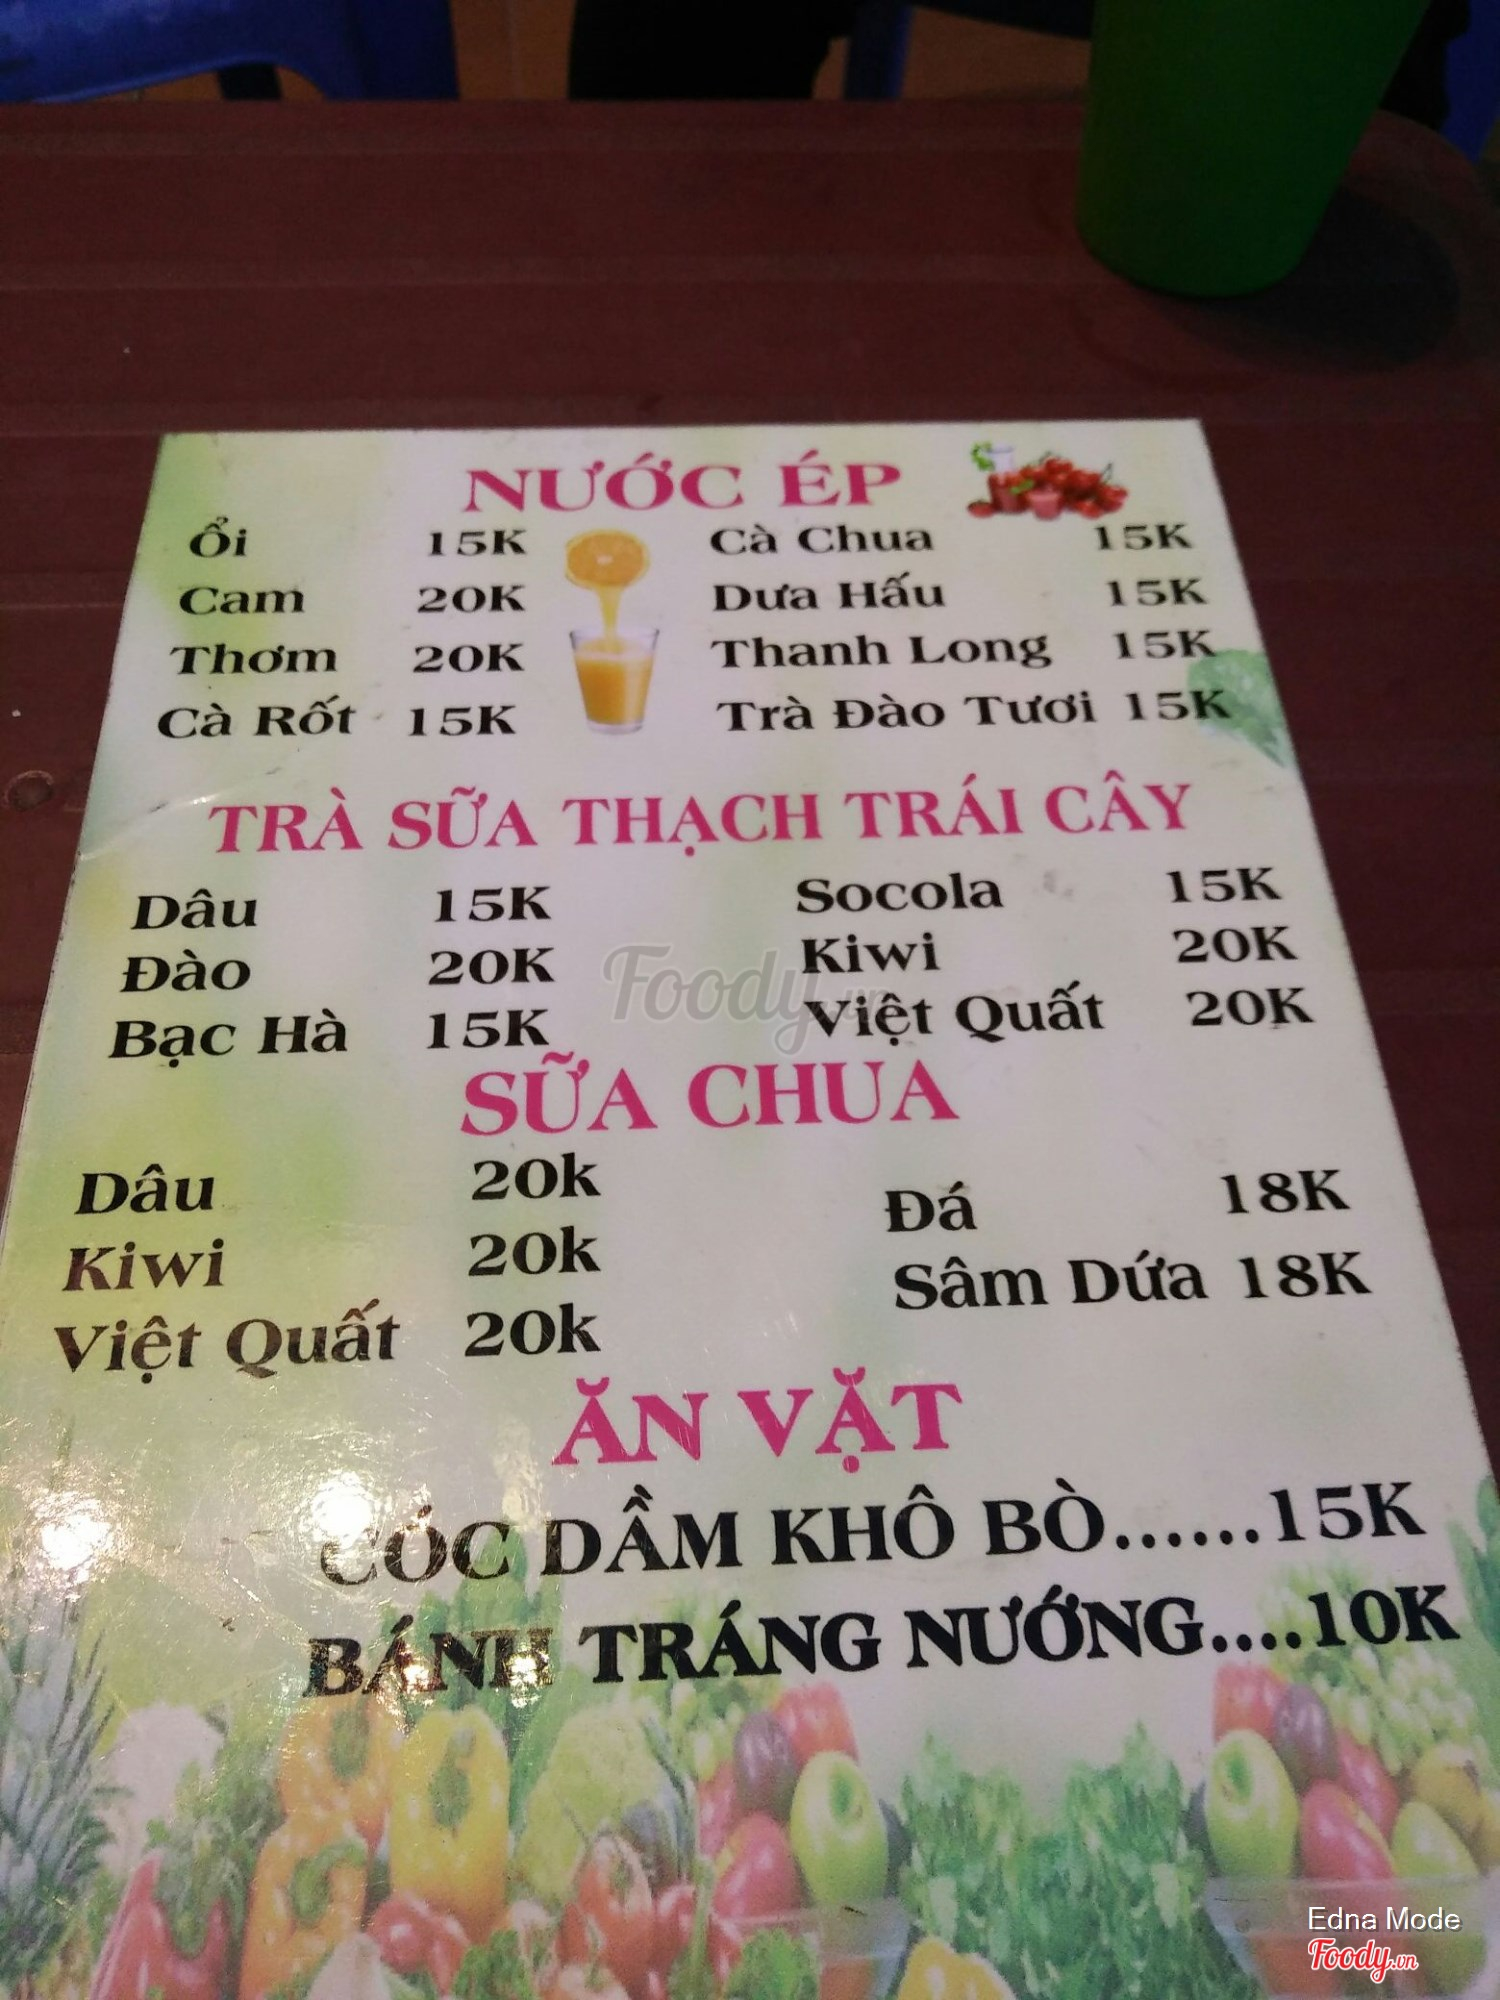 NƯỚC ÉP
Ổi 15K Cà Chua 15K
Cam 20K Dưa Hấu 15K
Thơm 20K Thanh Long 15K
Cà Rốt 15K Trà Đào Tươi 15K
TRÀ SỮA THẠCH TRÁI CÂY
Dâu 15K Socola 15K
Đào 20K Kiwi 20K
Bạc Hà 15K Việt Quất 20K
Foody.vn
SỮA CHUA
Dâu 20k Đá 18K
Kiwi 20k Sâm Dứa 18K
Việt Quất 20k
ĂN VẶT
CÓC DẦM KHÔ BÒ......15K
BÁNH TRÁNG NƯỚNG....10K
Edna Mode
Foody.vn